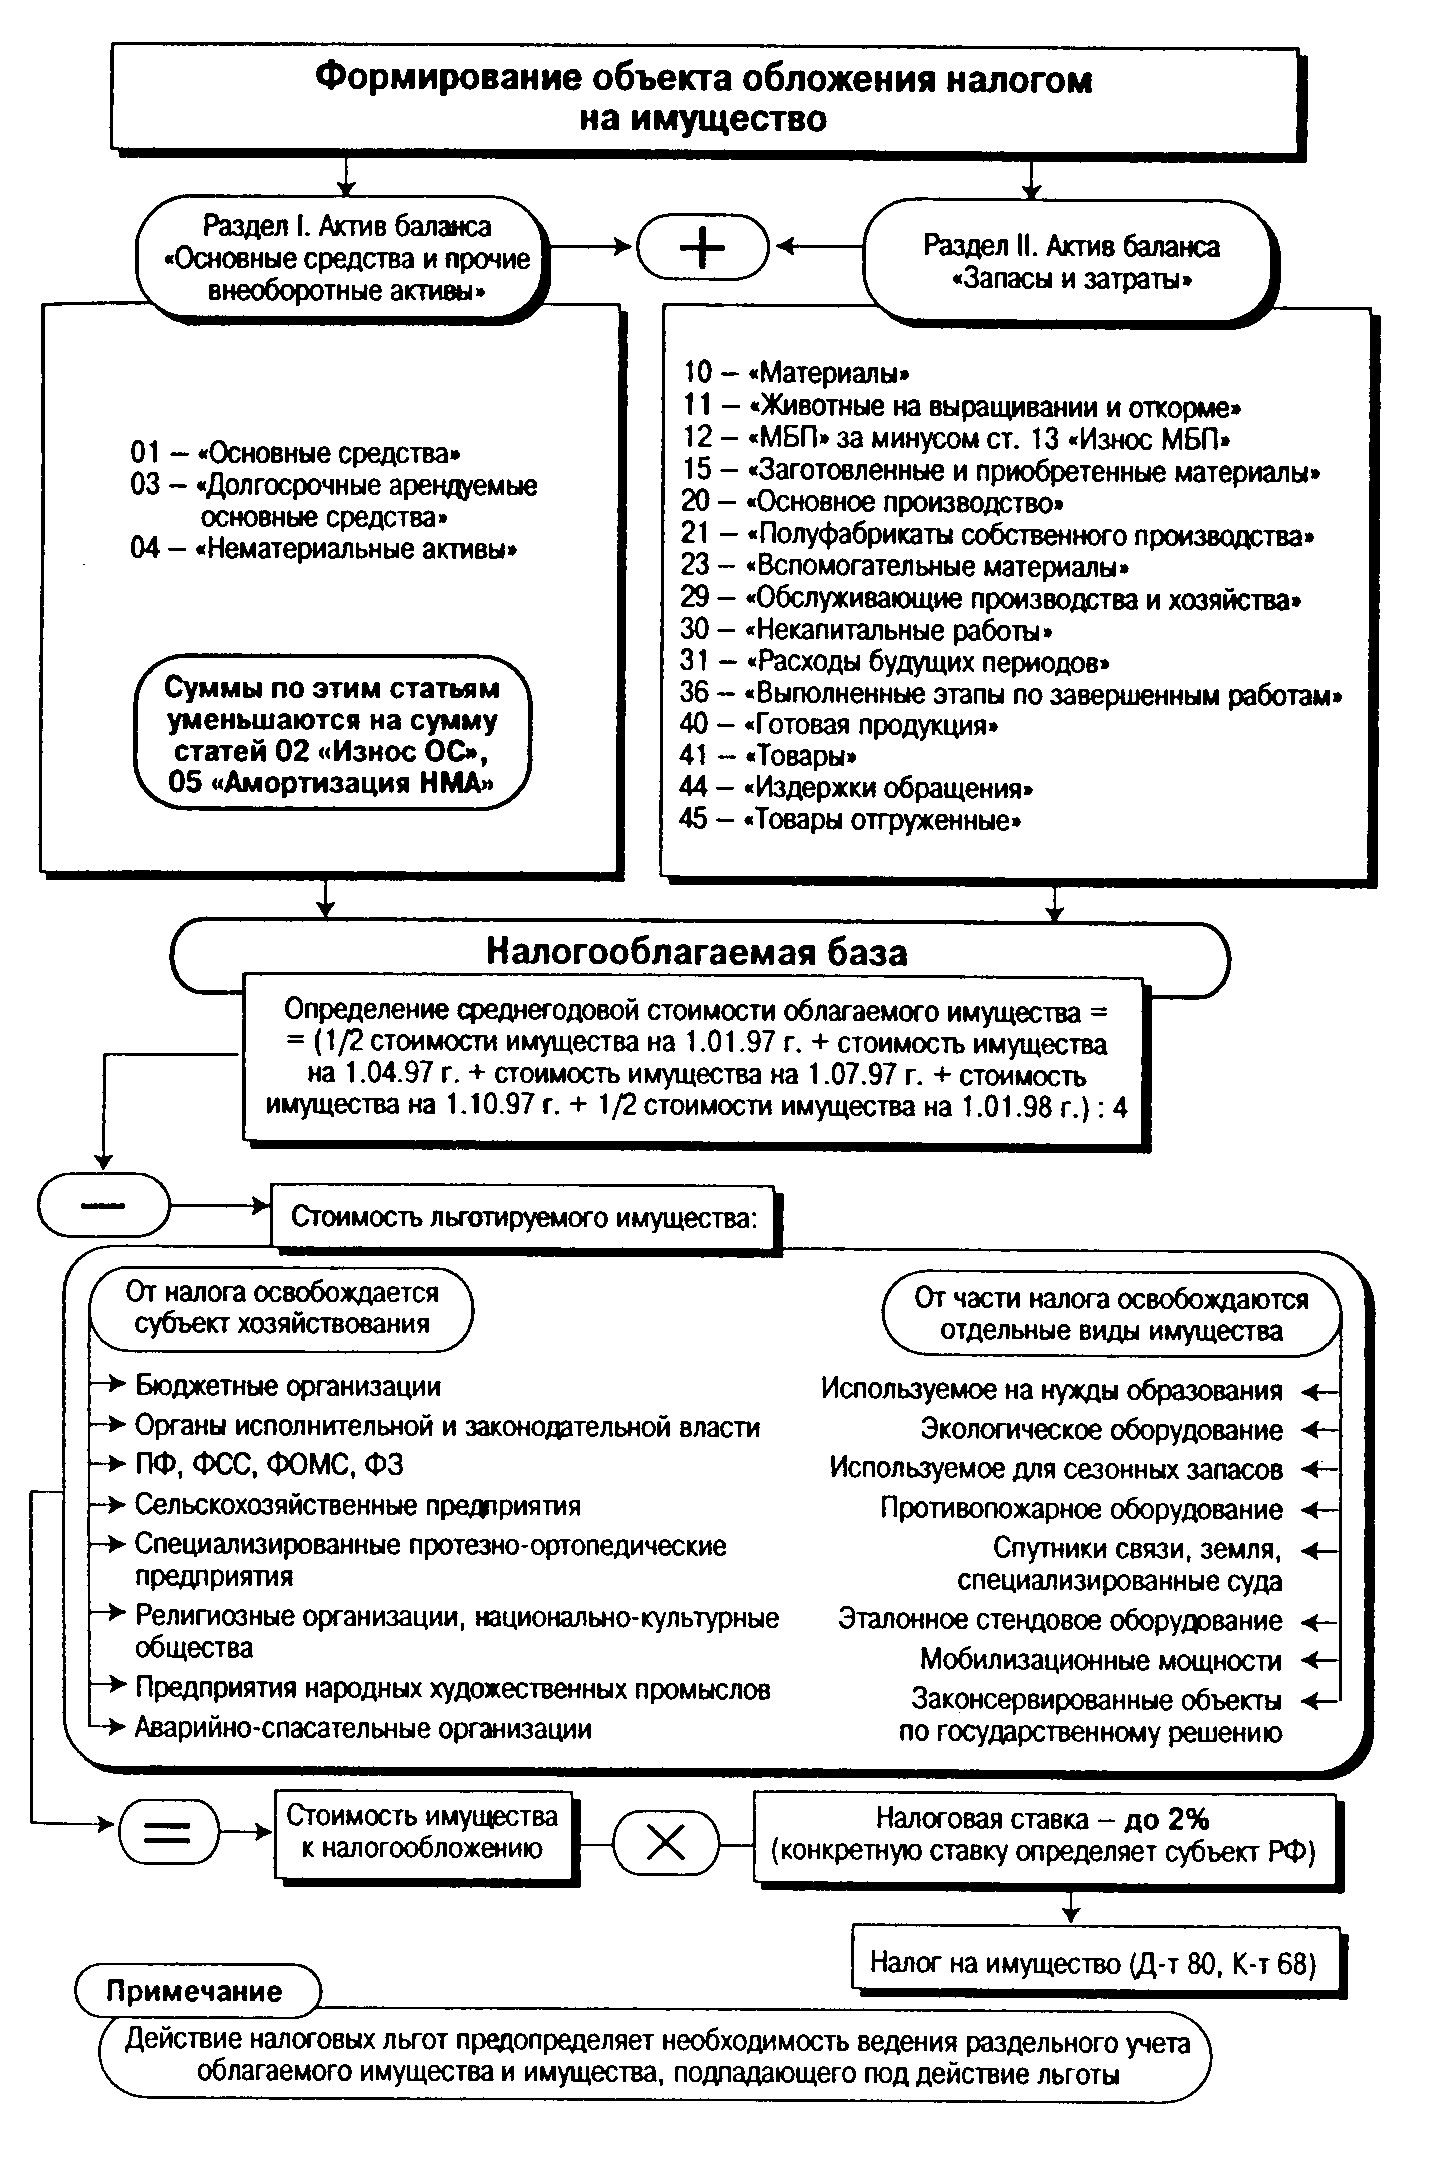 Формирование объекта обложения налогом
на имущество
Раздел I. Актив баланса
«Основные средства и прочие
внеоборотные активы»
+
Раздел II. Актив баланса
«Запасы и затраты»
01 – «Основные средства»
03 – «Долгосрочные арендуемые
основные средства»
04 – «Нематериальные активы»
Суммы по этим статьям
уменьшаются на сумму
статей 02 «Износ ОС»,
05 «Амортизация НМА»
10 – «Материалы»
11 – «Животные на выращивании и откорме»
12 – «МБП» за минусом ст. 13 «Износ МБП»
15 – «Заготовленные и приобретенные материалы»
20 – «Основное производство»
21 – «Полуфабрикаты собственного производства»
23 – «Вспомогательные материалы»
29 – «Обслуживающие производства и хозяйства»
30 – «Некапитальные работы»
31 – «Расходы будущих периодов»
36 – «Выполненные этапы по завершенным работам»
40 – «Готовая продукция»
41 – «Товары»
44 – «Издержки обращения»
45 – «Товары отгруженные»
Налогооблагаемая база
Определение среднегодовой стоимости облагаемого имущества =
= (1/2 стоимости имущества на 1.01.97 г. + стоимость имущества
на 1.04.97 г. + стоимость имущества на 1.07.97 г. + стоимость
имущества на 1.10.97 г. + 1/2 стоимости имущества на 1.01.98 г.) : 4
–
Стоимость льготируемого имущества:
От налога освобождается
субъект хозяйствования
Бюджетные организации
Органы исполнительной и законодательной власти
ПФ, ФСС, ФОМС, ФЗ
Сельскохозяйственные предприятия
Специализированные протезно-ортопедические
предприятия
Религиозные организации, национально-культурные
общества
Предприятия народных художественных промыслов
Аварийно-спасательные организации
От части налога освобождаются
отдельные виды имущества
Используемое на нужды образования
Экологическое оборудование
Используемое для сезонных запасов
Противопожарное оборудование
Спутники связи, земля,
специализированные суда
Эталонное стендовое оборудование
Мобилизационные мощности
Законсервированные объекты
по государственному решению
=
Стоимость имущества
к налогообложению
×
Налоговая ставка – до 2%
(конкретную ставку определяет субъект РФ)
Налог на имущество (Д-т 80, К-т 68)
Примечание
Действие налоговых льгот предопределяет необходимость ведения раздельного учета
облагаемого имущества и имущества, подпадающего под действие льготы